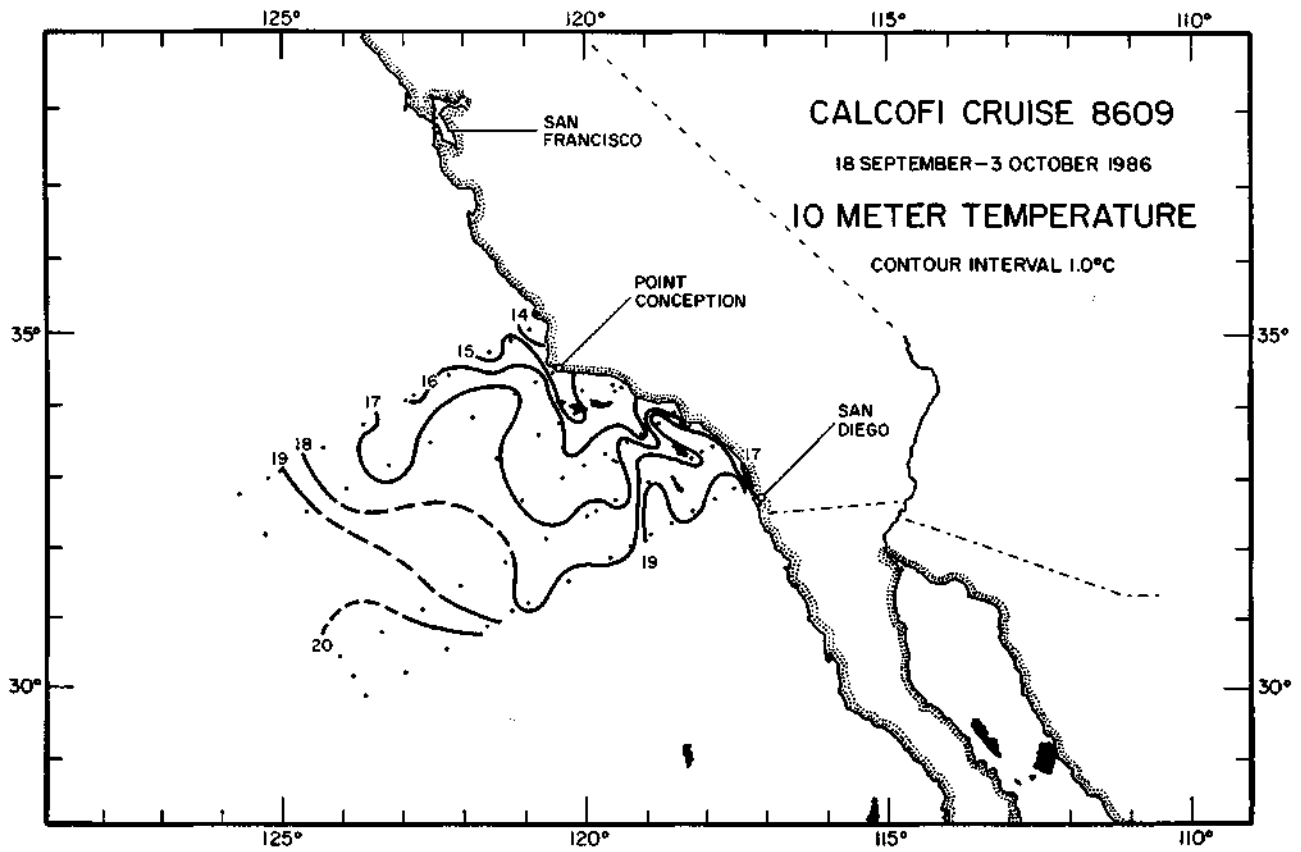 125° 120° 115° 110°
CALCOFI CRUISE 8609
18 SEPTEMBER–3 OCTOBER 1986
10 METER TEMPERATURE
CONTOUR INTERVAL 1.0°C
SAN
FRANCISCO
POINT
CONCEPTION
35° 35°
14
15
16
17
18
19
SAN
DIEGO
17
19
20
30° 30°
125° 120° 115° 110°